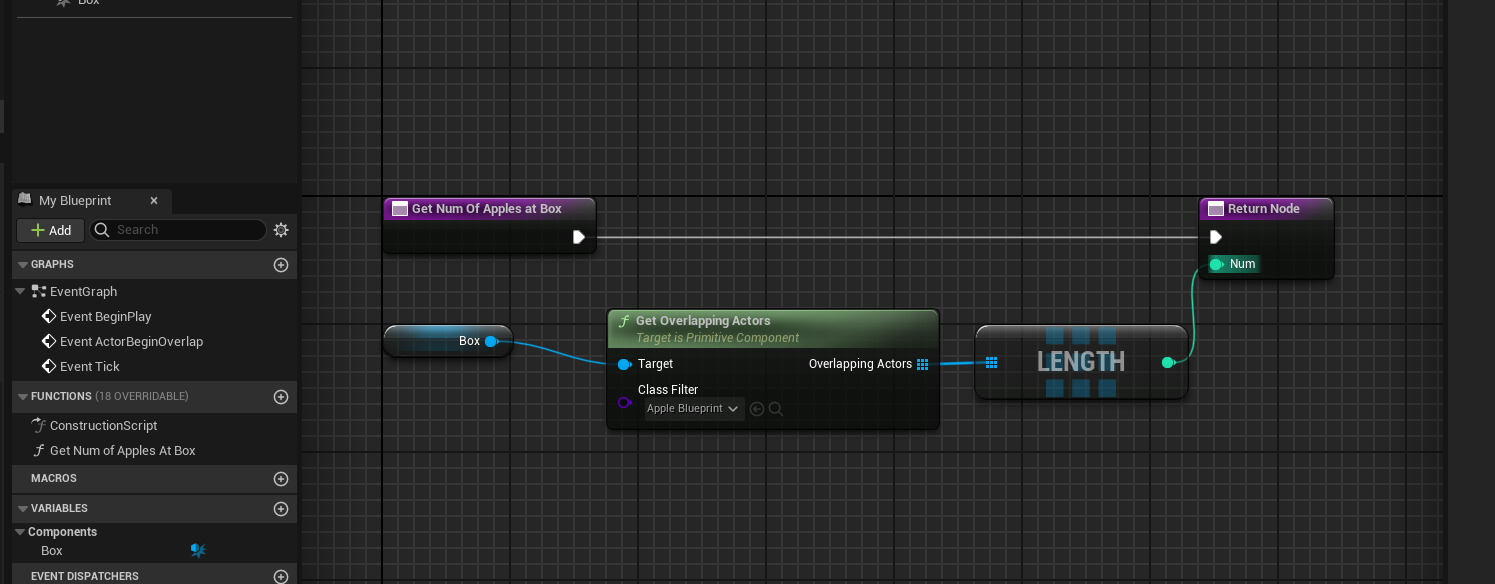 Box
My Blueprint
Add
Search
GRAPHS
EventGraph
Event BeginPlay
Event ActorBeginOverlap
Event Tick
FUNCTIONS (18 OVERRIDABLE)
ConstructionScript
Get Num of Apples At Box
MACROS
VARIABLES
Components
Box
EVENT DISPATCHERS
Get Num Of Apples at Box
Return Node
Num
Box
Get Overlapping Actors
Target is Primitive Component
Target
Overlapping Actors
Class Filter
Apple Blueprint
LENGTH